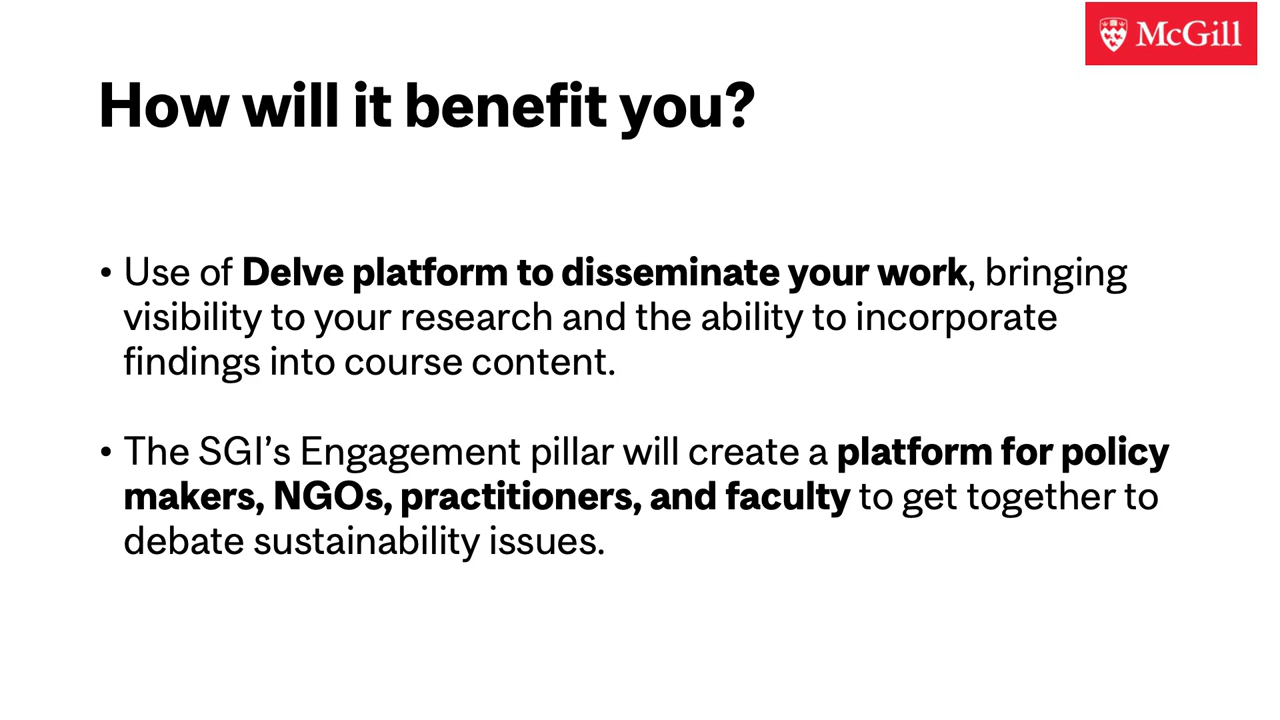 McGill
How will it benefit you?
• Use of Delve platform to disseminate your work, bringing
visibility to your research and the ability to incorporate
findings into course content.
• The SGI’s Engagement pillar will create a platform for policy
makers, NGOs, practitioners, and faculty to get together to
debate sustainability issues.